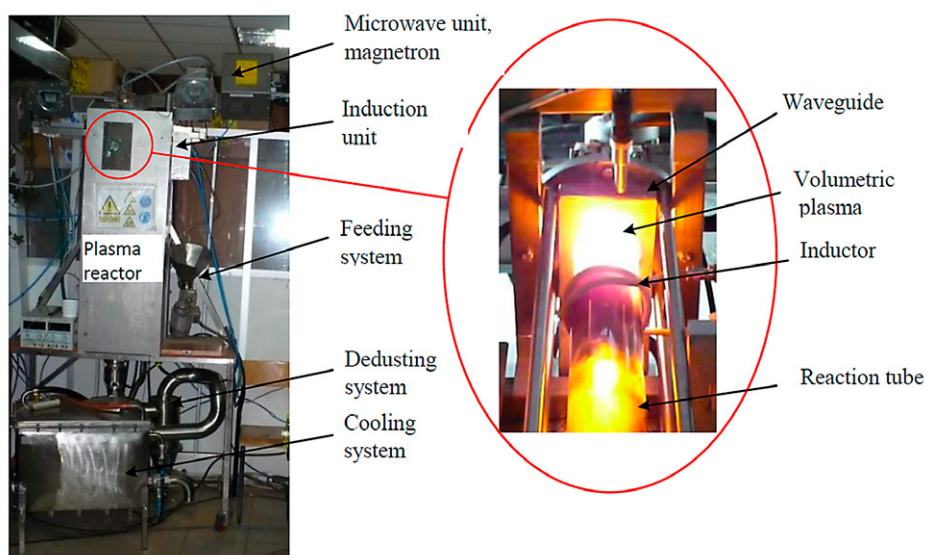 Microwave unit,
magnetron
Induction
unit
Plasma
reactor
Feeding
system
Dedusting
system
Cooling
system
Waveguide
Volumetric
plasma
Inductor
Reaction tube